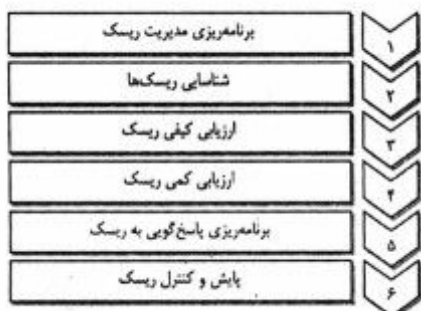 برنامه‌ریزی مدیریت ریسک ۱
شناسایی ریسک‌ها ۲
ارزیابی کیفی ریسک ۳
ارزیابی کمی ریسک ۴
برنامه‌ریزی پاسخ‌گویی به ریسک ۵
پایش و کنترل ریسک ۶